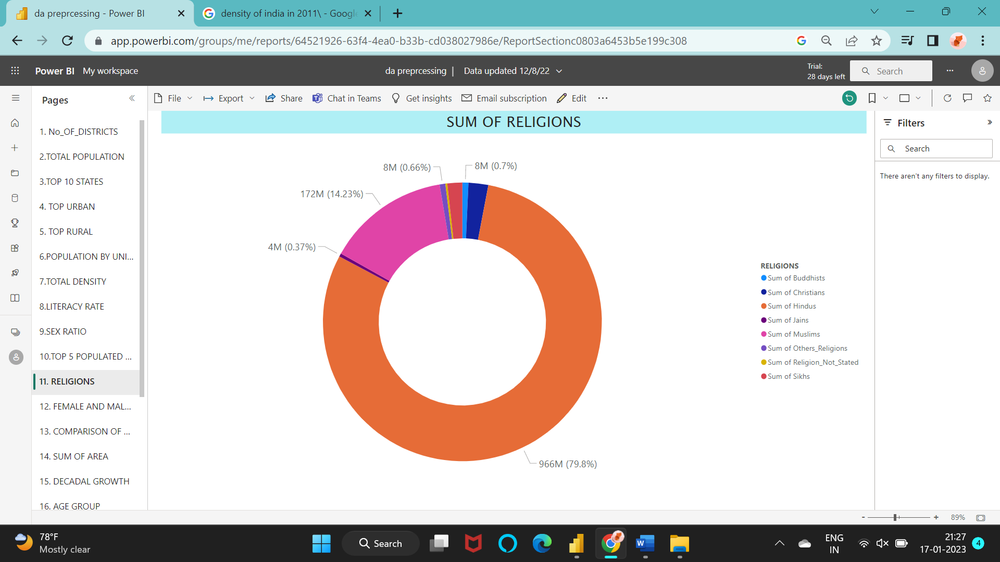 da preprcessing - Power BI
density of india in 2011\ - Google
app.powerbi.com/groups/me/reports/64521926-63f4-4ea0-b33b-cd038027986e/ReportSectionc0803a6453b5e199c308
Power BI My workspace
da preprcessing | Data updated 12/8/22
Trial:
28 days left
Search
Pages
File
Export
Share
Chat in Teams
Get insights
Email subscription
Edit
1. No_OF_DISTRICTS
2.TOTAL POPULATION
3.TOP 10 STATES
4. TOP URBAN
5. TOP RURAL
6.POPULATION BY UNI...
7.TOTAL DENSITY
8.LITERACY RATE
9.SEX RATIO
10.TOP 5 POPULATED ...
11. RELIGIONS
12. FEMALE AND MAL...
13. COMPARISON OF ...
14. SUM OF AREA
15. DECADAL GROWTH
16. AGE GROUP
SUM OF RELIGIONS
8M (0.66%)
8M (0.7%)
172M (14.23%)
4M (0.37%)
966M (79.8%)
RELIGIONS
Sum of Buddhists
Sum of Christians
Sum of Hindus
Sum of Jains
Sum of Muslims
Sum of Others_Religions
Sum of Religion_Not_Stated
Sum of Sikhs
Filters
Search
There aren't any filters to display.
- + 89%
78°F
Mostly clear
Search
W
ENG
IN
21:27
17-01-2023
4